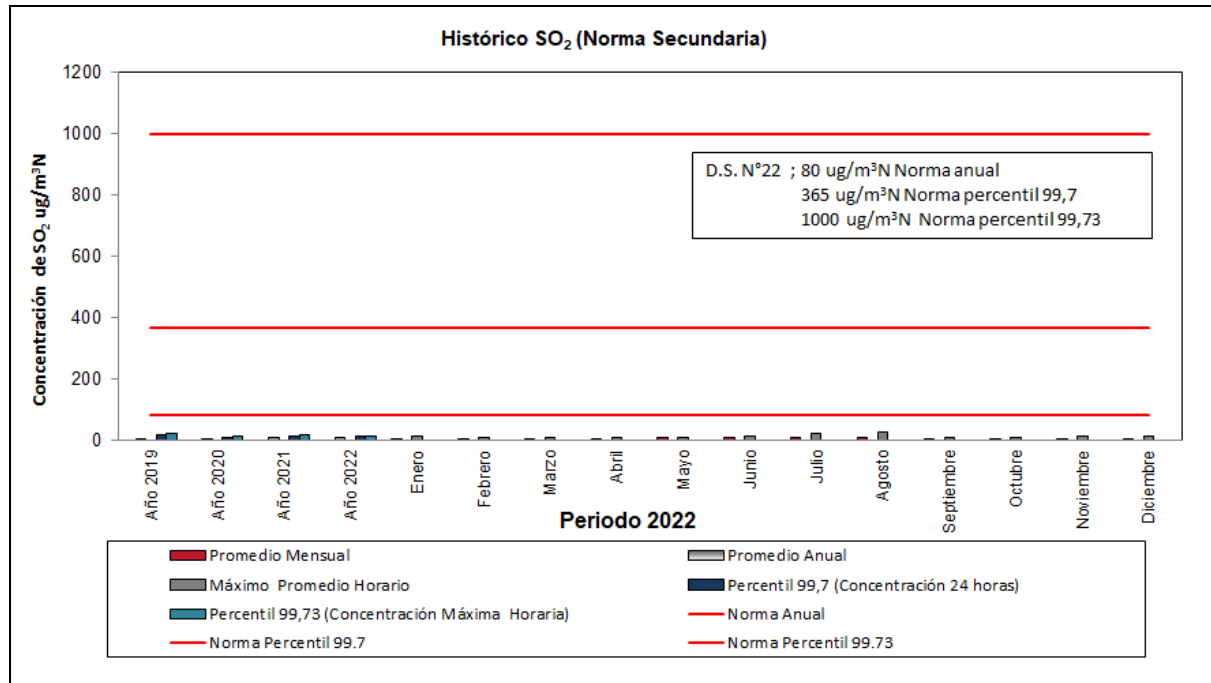 Histórico SO₂ (Norma Secundaria)
Concentración de SO₂ ug/m³N
1200
1000
800
600
400
200
0
D.S. N°22 ; 80 ug/m³N Norma anual
365 ug/m³N Norma percentil 99,7
1000 ug/m³N Norma percentil 99,73
Año 2019
Año 2020
Año 2021
Año 2022
Enero
Febrero
Marzo
Abril
Mayo
Junio
Julio
Agosto
Septiembre
Octubre
Noviembre
Diciembre
Periodo 2022
Promedio Mensual
Promedio Anual
Máximo Promedio Horario
Percentil 99,7 (Concentración 24 horas)
Percentil 99,73 (Concentración Máxima Horaria)
Norma Anual
Norma Percentil 99.7
Norma Percentil 99.73